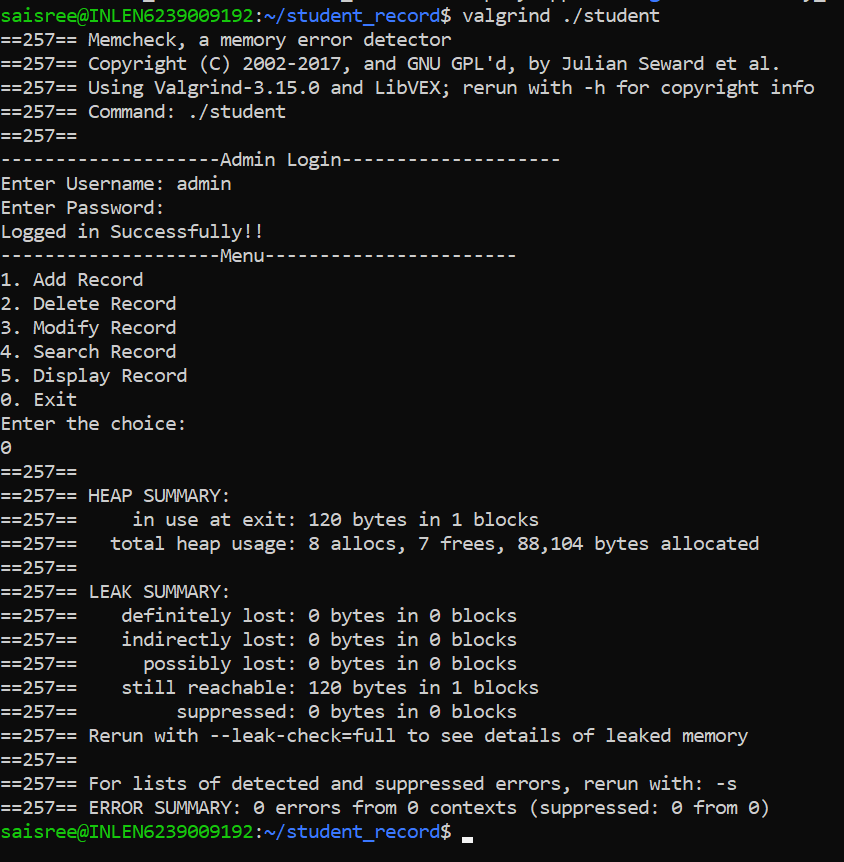 saisree@INLEN6239009192:~/student_record$ valgrind ./student
==257== Memcheck, a memory error detector
==257== Copyright (C) 2002-2017, and GNU GPL'd, by Julian Seward et al.
==257== Using Valgrind-3.15.0 and LibVEX; rerun with -h for copyright info
==257== Command: ./student
==257==
--------------------Admin Login--------------------
Enter Username: admin
Enter Password:
Logged in Successfully!!
--------------------Menu-----------------------
1. Add Record
2. Delete Record
3. Modify Record
4. Search Record
5. Display Record
0. Exit
Enter the choice:
0
==257==
==257== HEAP SUMMARY:
==257==     in use at exit: 120 bytes in 1 blocks
==257==   total heap usage: 8 allocs, 7 frees, 88,104 bytes allocated
==257==
==257== LEAK SUMMARY:
==257==    definitely lost: 0 bytes in 0 blocks
==257==    indirectly lost: 0 bytes in 0 blocks
==257==      possibly lost: 0 bytes in 0 blocks
==257==    still reachable: 120 bytes in 1 blocks
==257==         suppressed: 0 bytes in 0 blocks
==257== Rerun with --leak-check=full to see details of leaked memory
==257==
==257== For lists of detected and suppressed errors, rerun with: -s
==257== ERROR SUMMARY: 0 errors from 0 contexts (suppressed: 0 from 0)
saisree@INLEN6239009192:~/student_record$